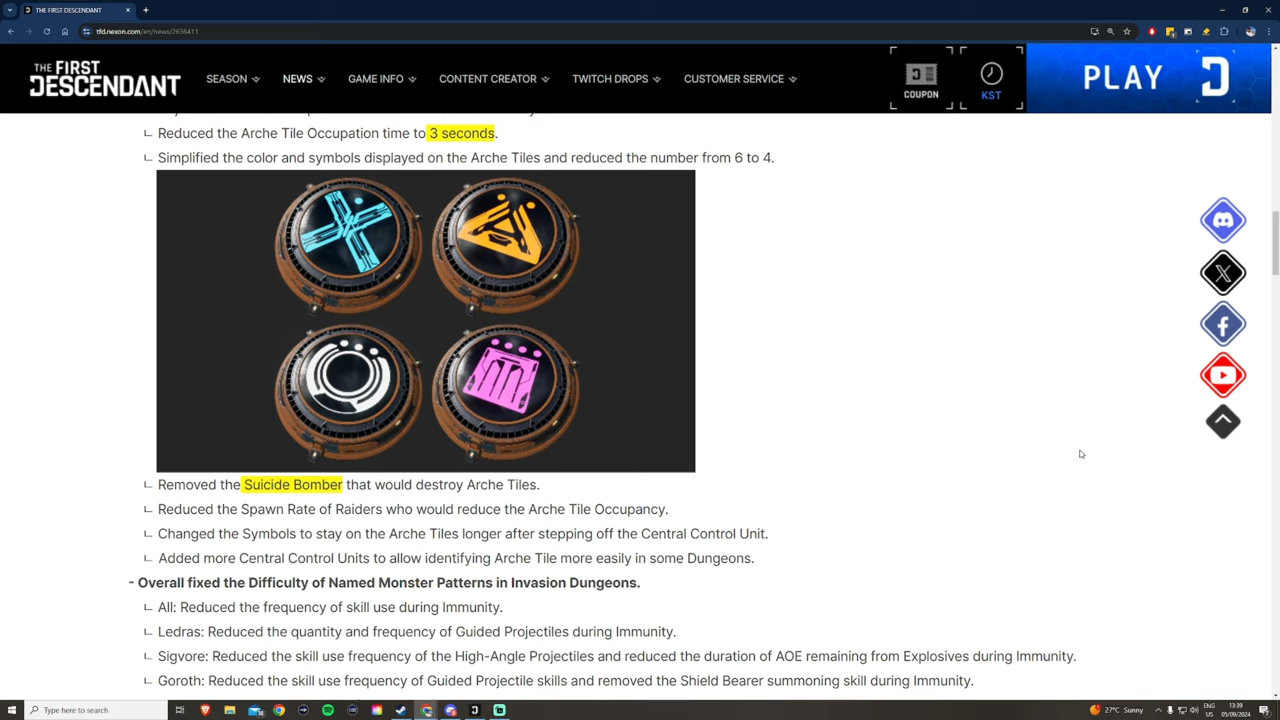 THE FIRST DESCENDANT
tfd.nexon.com/en/news/2636411
THE FIRST
DESCENDANT
SEASON
NEWS
GAME INFO
CONTENT CREATOR
TWITCH DROPS
CUSTOMER SERVICE
COUPON
KST
PLAY
Reduced the Arche Tile Occupation time to 3 seconds.
Simplified the color and symbols displayed on the Arche Tiles and reduced the number from 6 to 4.
Removed the Suicide Bomber that would destroy Arche Tiles.
Reduced the Spawn Rate of Raiders who would reduce the Arche Tile Occupancy.
Changed the Symbols to stay on the Arche Tiles longer after stepping off the Central Control Unit.
Added more Central Control Units to allow identifying Arche Tile more easily in some Dungeons.
- Overall fixed the Difficulty of Named Monster Patterns in Invasion Dungeons.
All: Reduced the frequency of skill use during Immunity.
Ledras: Reduced the quantity and frequency of Guided Projectiles during Immunity.
Sigvore: Reduced the skill use frequency of the High-Angle Projectiles and reduced the duration of AOE remaining from Explosives during Immunity.
Goroth: Reduced the skill use frequency of Guided Projectile skills and removed the Shield Bearer summoning skill during Immunity.
Type here to search
27°C Sunny
ENG
US
13:39
05/09/2024